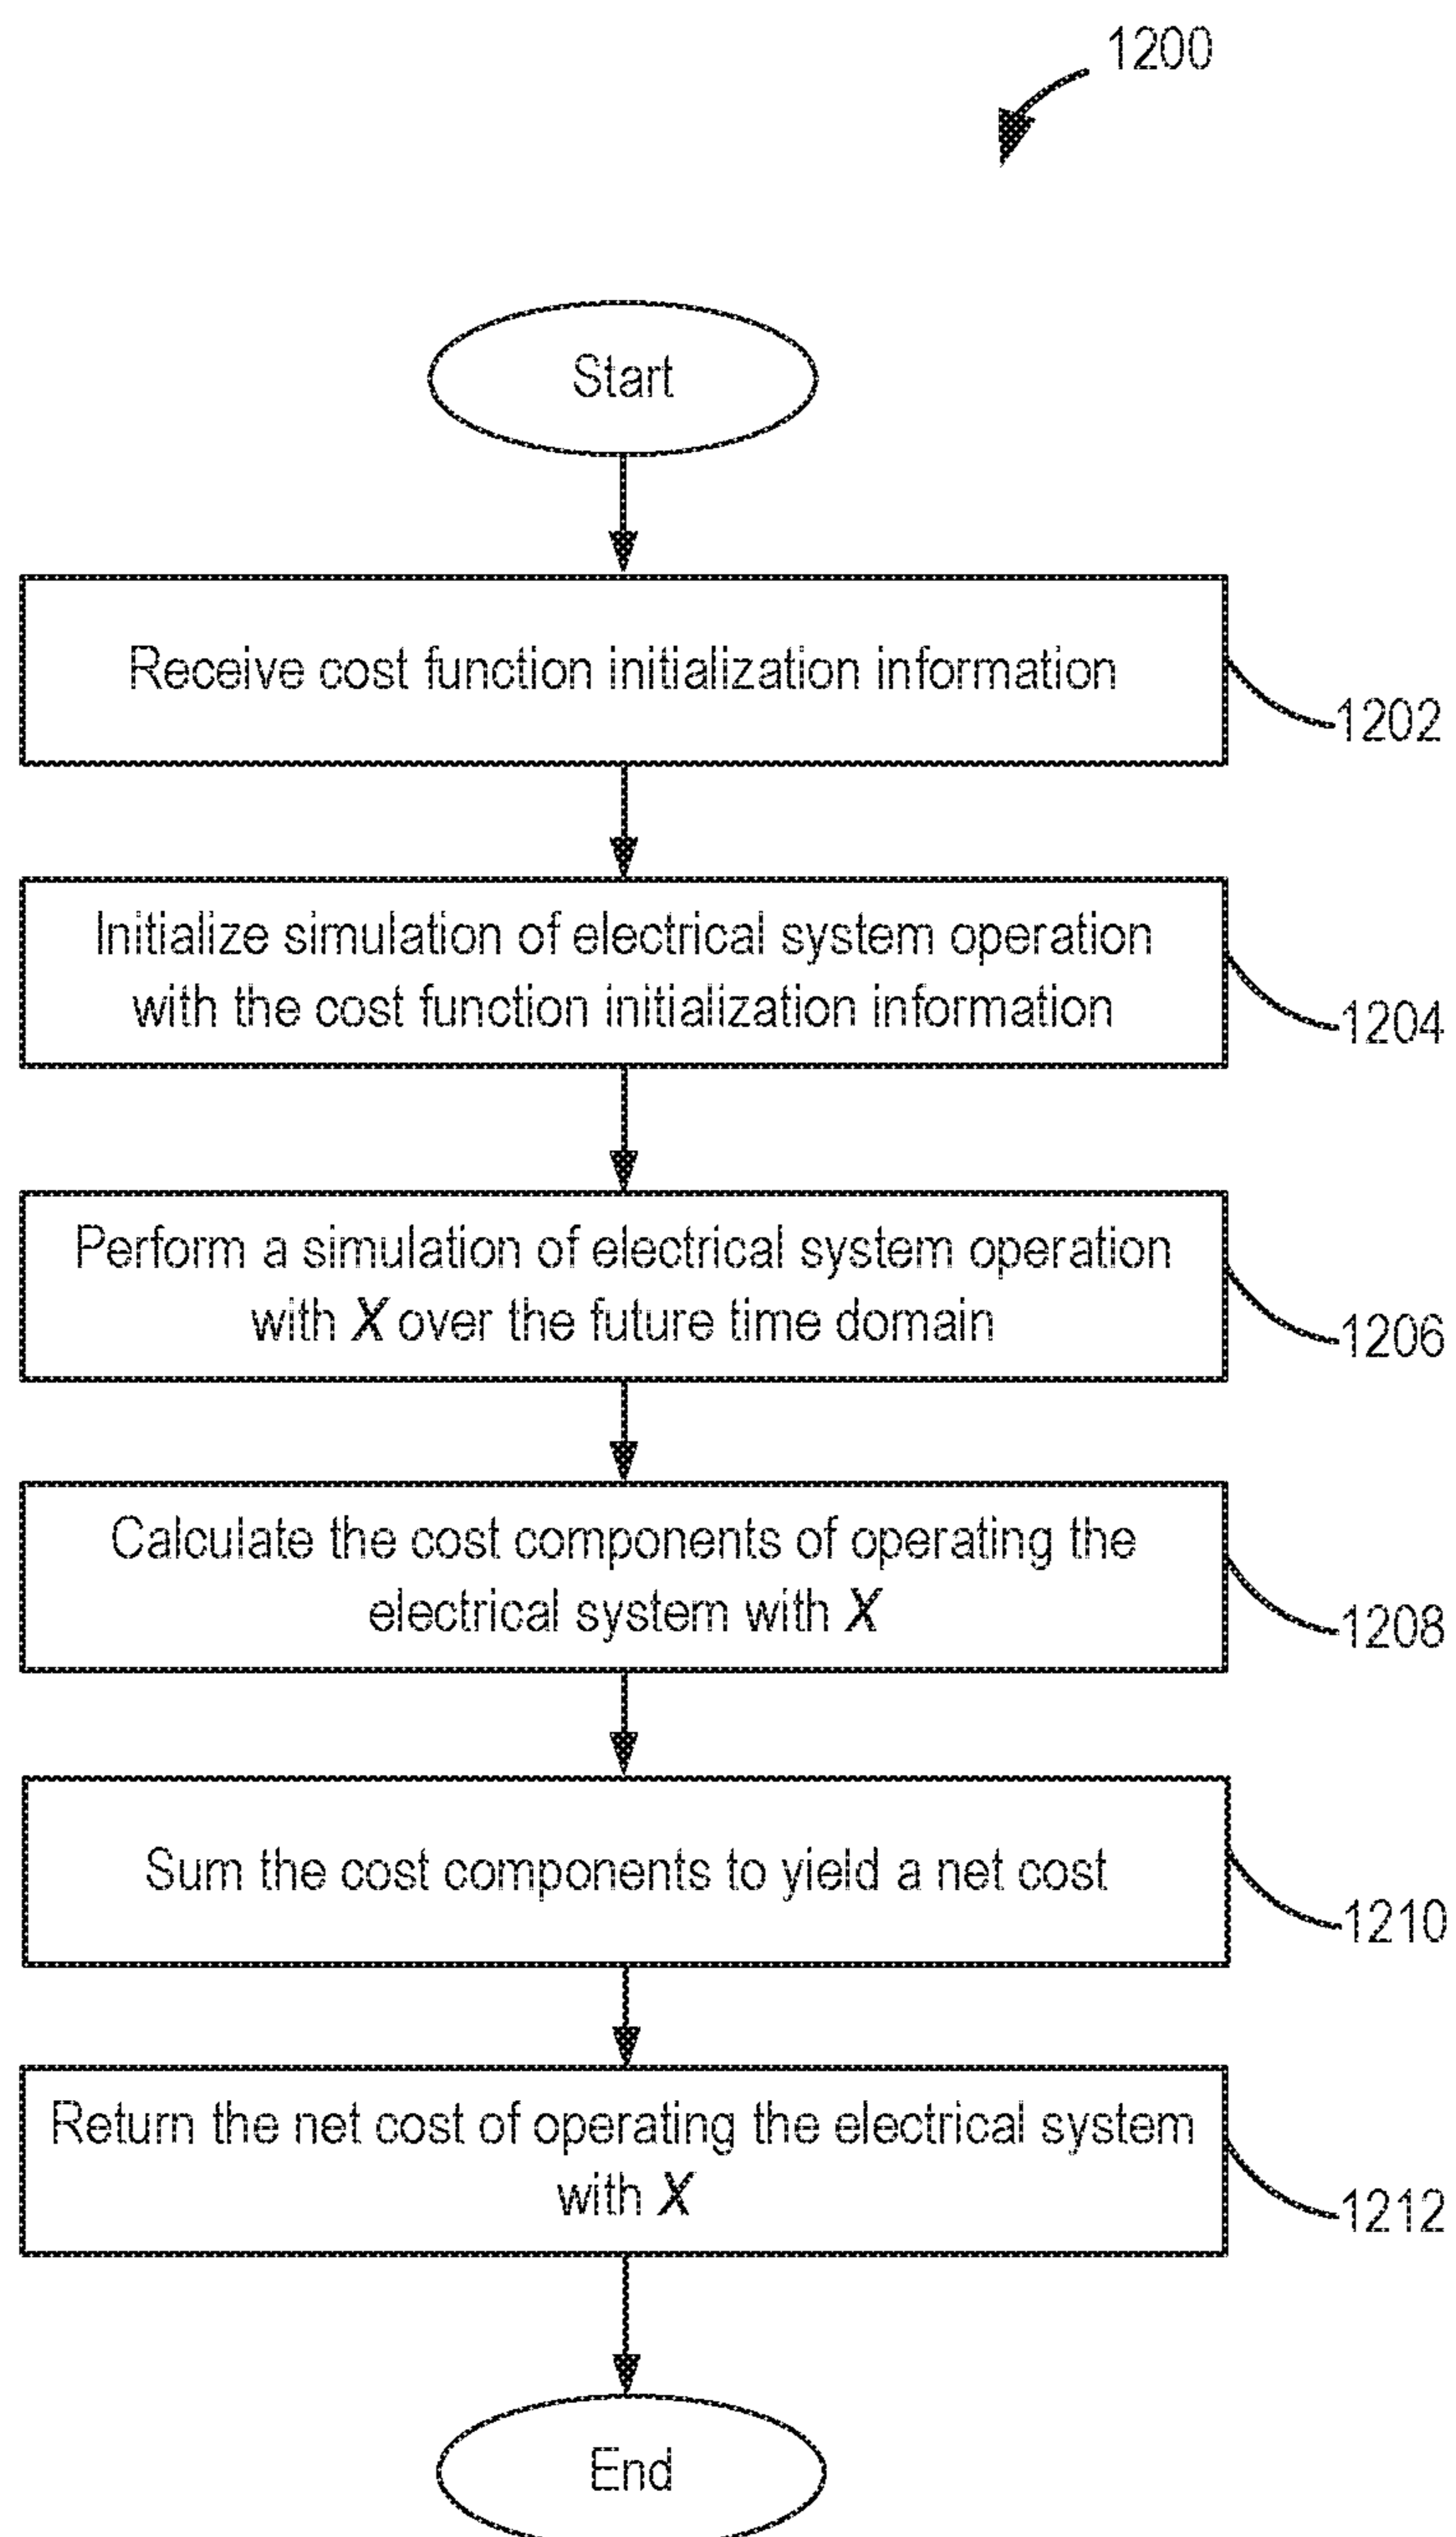 1200
Start
Receive cost function initialization information
1202
Initialize simulation of electrical system operation
with the cost function initialization information
1204
Perform a simulation of electrical system operation
with X over the future time domain
1206
Calculate the cost components of operating the
electrical system with X
1208
Sum the cost components to yield a net cost
1210
Return the net cost of operating the electrical system
with X
1212
End